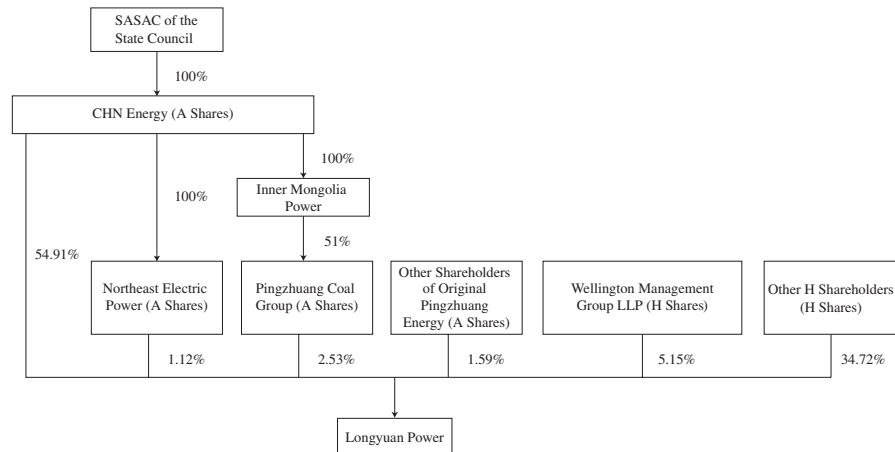 SASAC of the
State Council
100%
CHN Energy (A Shares)
100%
Inner Mongolia
Power
100%
51%
54.91%
Northeast Electric
Power (A Shares)
Pingzhuang Coal
Group (A Shares)
Other Shareholders
of Original
Pingzhuang
Energy (A Shares)
Wellington Management
Group LLP (H Shares)
Other H Shareholders
(H Shares)
1.12%
2.53%
1.59%
5.15%
34.72%
Longyuan Power